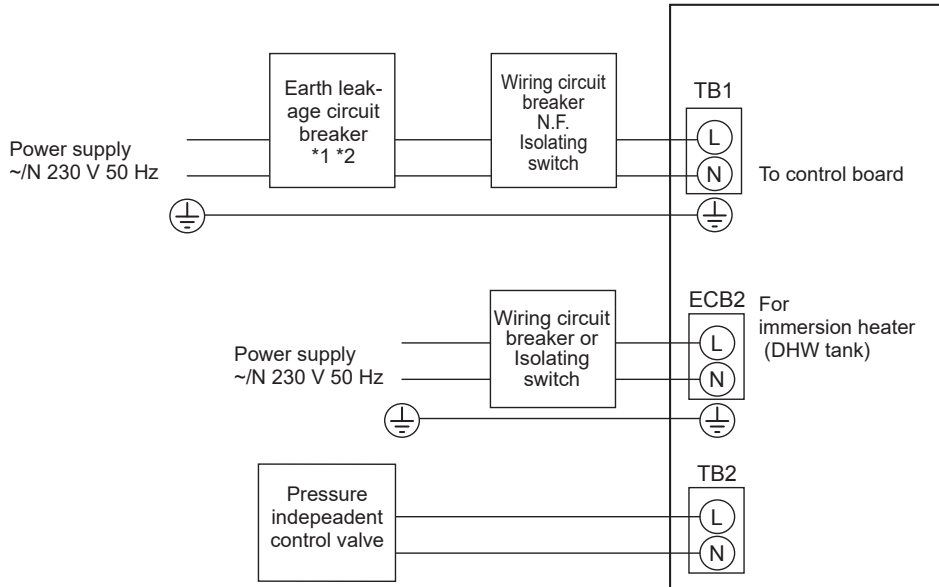 Earth leak-
age circuit
breaker
*1 *2
Wiring circuit
breaker
N.F.
Isolating
switch
TB1
L
N
Power supply
~/N 230 V 50 Hz
To control board
Wiring circuit
breaker or
Isolating
switch
ECB2
L
N
For
immersion heater
(DHW tank)
Power supply
~/N 230 V 50 Hz
Pressure
indepeadent
control valve
TB2
L
N